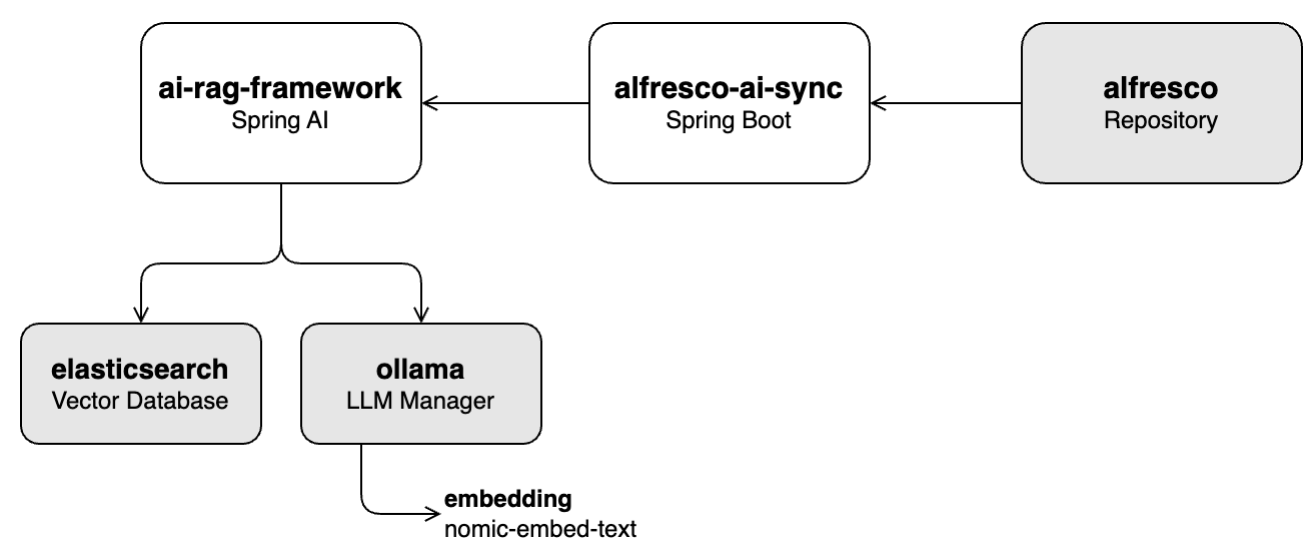 ai-rag-framework
Spring AI
alfresco-ai-sync
Spring Boot
alfresco
Repository
elasticsearch
Vector Database
ollama
LLM Manager
embedding
nomic-embed-text